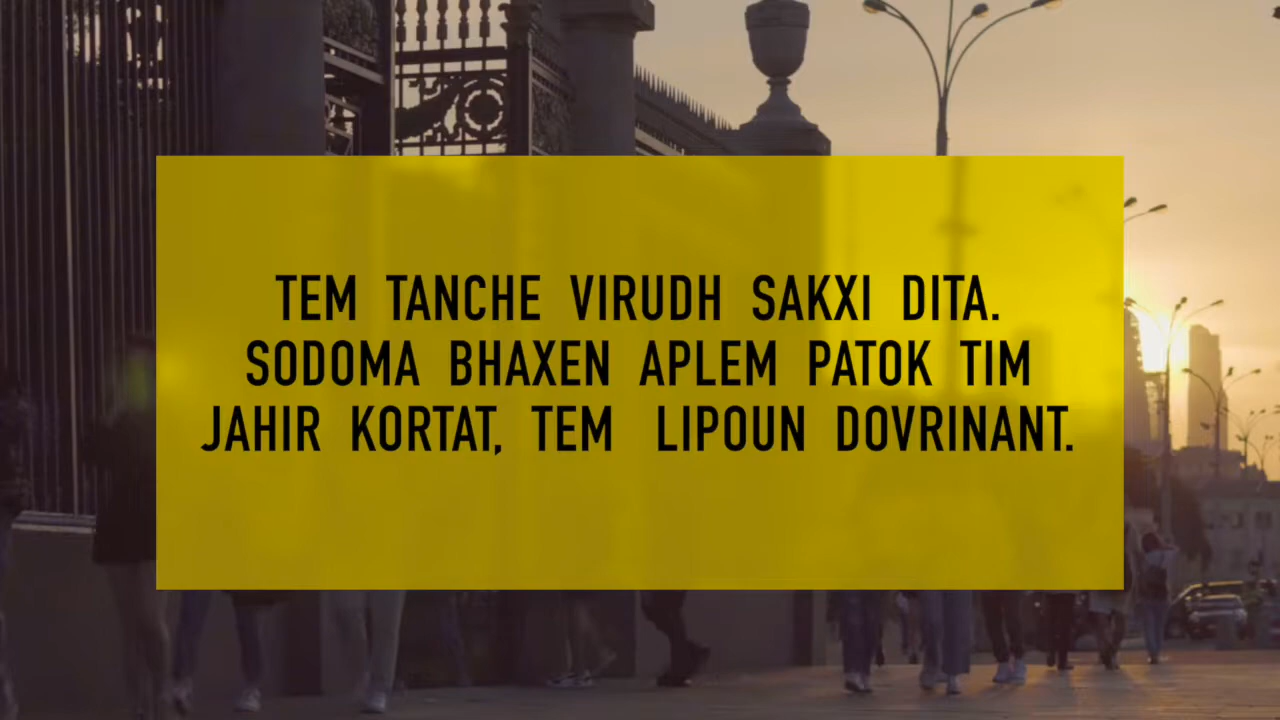 TEM TANCHE VIRUDH SAKXI DITA.
SODOMA BHAXEN APLEM PATOK TIM
JAHIR KORTAT, TEM LIPOUN DOVRINANT.